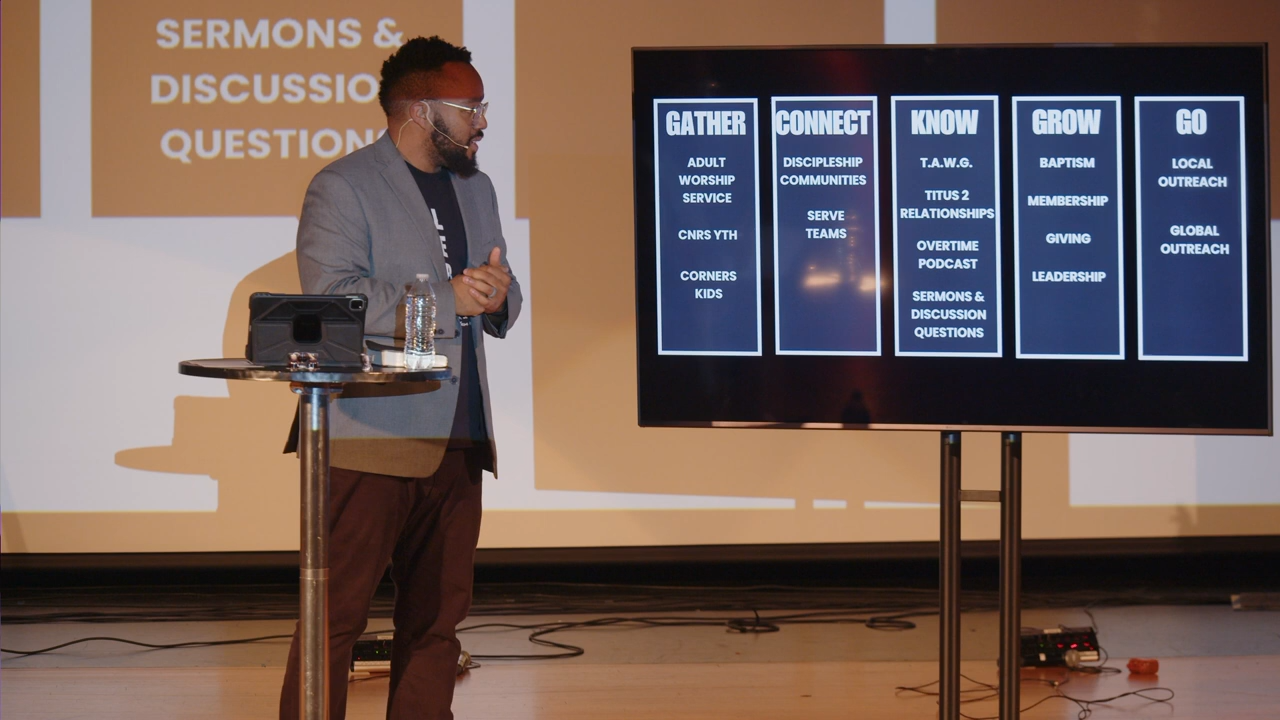 SERMONS &
DISCUSSIO
QUESTION
GATHER
ADULT
WORSHIP
SERVICE
CNRS YTH
CORNERS
KIDS
CONNECT
DISCIPLESHIP
COMMUNITIES
SERVE
TEAMS
KNOW
T.A.W.G.
TITUS 2
RELATIONSHIPS
OVERTIME
PODCAST
SERMONS &
DISCUSSION
QUESTIONS
GROW
BAPTISM
MEMBERSHIP
GIVING
LEADERSHIP
GO
LOCAL
OUTREACH
GLOBAL
OUTREACH